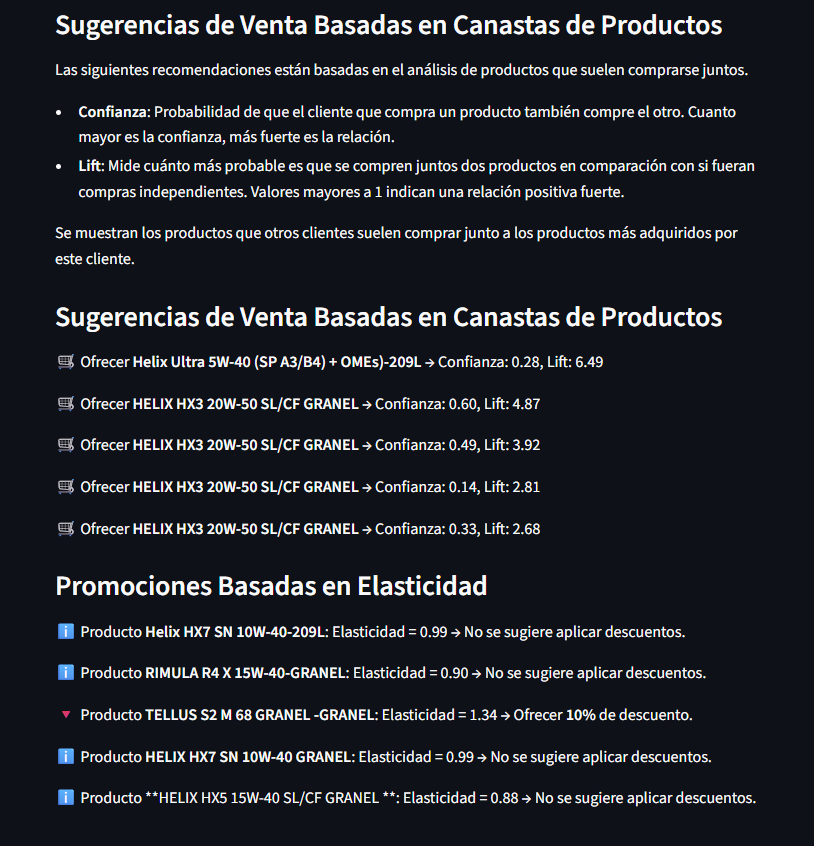 Sugerencias de Venta Basadas en Canastas de Productos
Las siguientes recomendaciones están basadas en el análisis de productos que suelen comprarse juntos.
• Confianza: Probabilidad de que el cliente que compra un producto también compre el otro. Cuanto
mayor es la confianza, más fuerte es la relación.
• Lift: Mide cuánto más probable es que se compren juntos dos productos en comparación con si fueran
compras independientes. Valores mayores a 1 indican una relación positiva fuerte.
Se muestran los productos que otros clientes suelen comprar junto a los productos más adquiridos por
este cliente.
Sugerencias de Venta Basadas en Canastas de Productos
🛒 Ofrecer Helix Ultra 5W-40 (SP A3/B4) + OMEs)-209L → Confianza: 0.28, Lift: 6.49
🛒 Ofrecer HELIX HX3 20W-50 SL/CF GRANEL → Confianza: 0.60, Lift: 4.87
🛒 Ofrecer HELIX HX3 20W-50 SL/CF GRANEL → Confianza: 0.49, Lift: 3.92
🛒 Ofrecer HELIX HX3 20W-50 SL/CF GRANEL → Confianza: 0.14, Lift: 2.81
🛒 Ofrecer HELIX HX3 20W-50 SL/CF GRANEL → Confianza: 0.33, Lift: 2.68
Promociones Basadas en Elasticidad
ℹ️ Producto Helix HX7 SN 10W-40-209L: Elasticidad = 0.99 → No se sugiere aplicar descuentos.
ℹ️ Producto RIMULA R4 X 15W-40-GRANEL: Elasticidad = 0.90 → No se sugiere aplicar descuentos.
🔻 Producto TELLUS S2 M 68 GRANEL -GRANEL: Elasticidad = 1.34 → Ofrecer 10% de descuento.
ℹ️ Producto HELIX HX7 SN 10W-40 GRANEL: Elasticidad = 0.99 → No se sugiere aplicar descuentos.
ℹ️ Producto **HELIX HX5 15W-40 SL/CF GRANEL **: Elasticidad = 0.88 → No se sugiere aplicar descuentos.